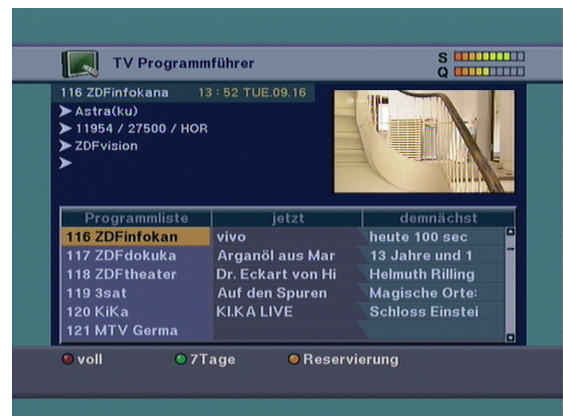 TV Programmführer
S
Q
116 ZDFinfokana 13 : 52 TUE.09.16
Astra(ku)
11954 / 27500 / HOR
ZDFvision
Programmliste jetzt demnächst
116 ZDFinfokan vivo heute 100 sec
117 ZDFdokuka Arganöl aus Mar 13 Jahre und 1
118 ZDFtheater Dr. Eckart von Hi Helmuth Rilling
119 3sat Auf den Spuren Magische Orte:
120 KiKa KI.KA LIVE Schloss Einstei
121 MTV Germa
voll 7Tage Reservierung